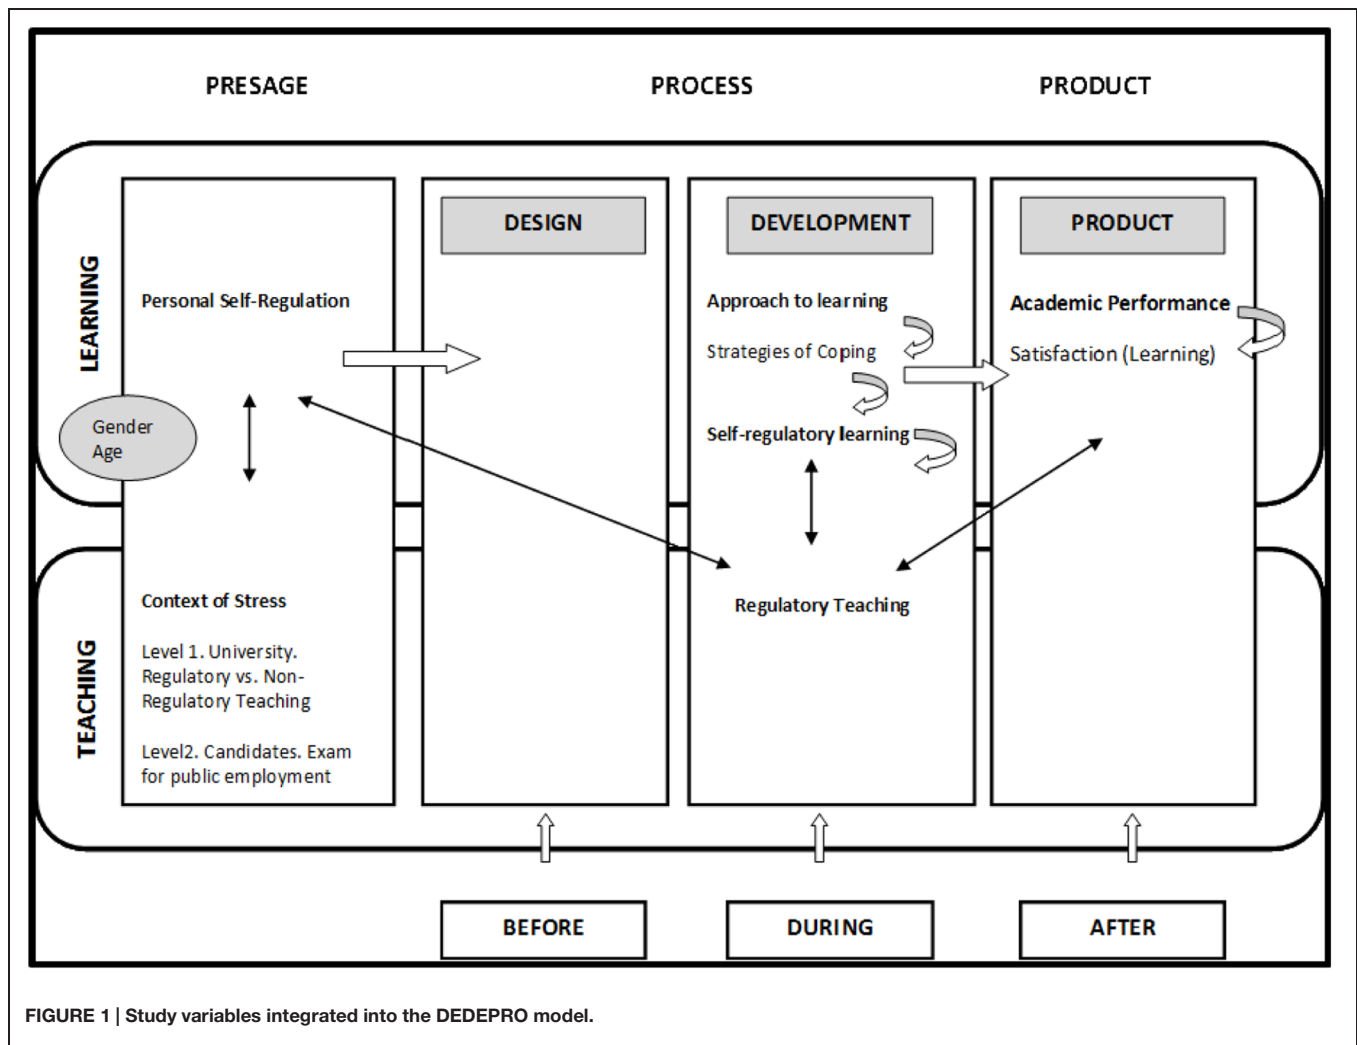 PRESAGE
PROCESS
PRODUCT
LEARNING
TEACHING
Personal Self-Regulation
Gender
Age
Context of Stress
Level 1. University.
Regulatory vs. Non-
Regulatory Teaching
Level2. Candidates. Exam
for public employment
DESIGN
DEVELOPMENT
Approach to learning
Strategies of Coping
Self-regulatory learning
Regulatory Teaching
PRODUCT
Academic Performance
Satisfaction (Learning)
BEFORE
DURING
AFTER
FIGURE 1 | Study variables integrated into the DEDEPRO model.